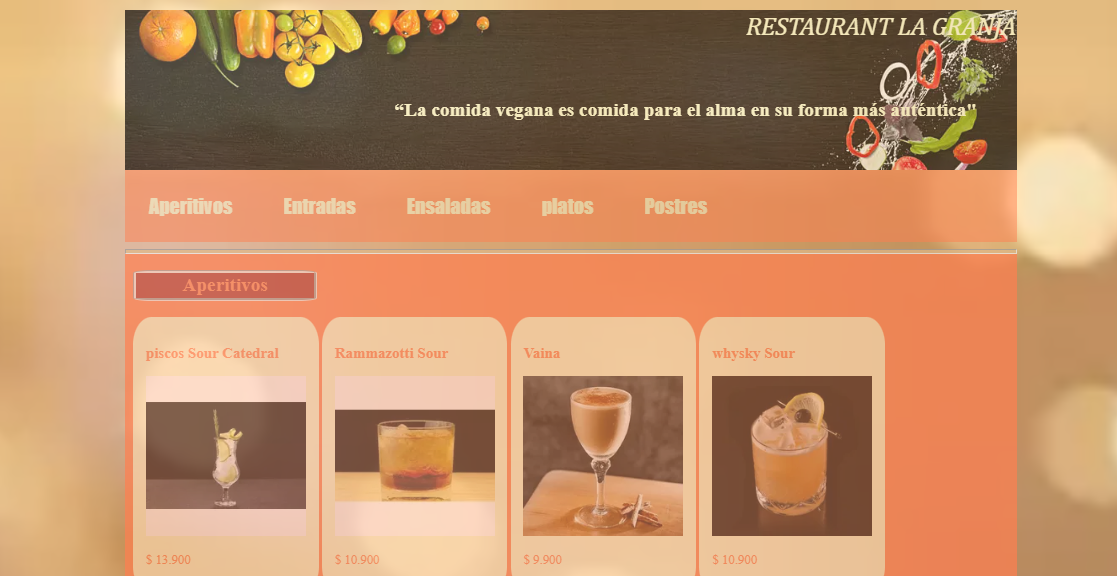 RESTAURANT LA GRANJA
“La comida vegana es comida para el alma en su forma más auténtica"
Aperitivos Entradas Ensaladas platos Postres
Aperitivos
piscos Sour Catedral Rammazotti Sour Vaína whysky Sour
$ 13.900 $ 10.900 $ 9.900 $ 10.900